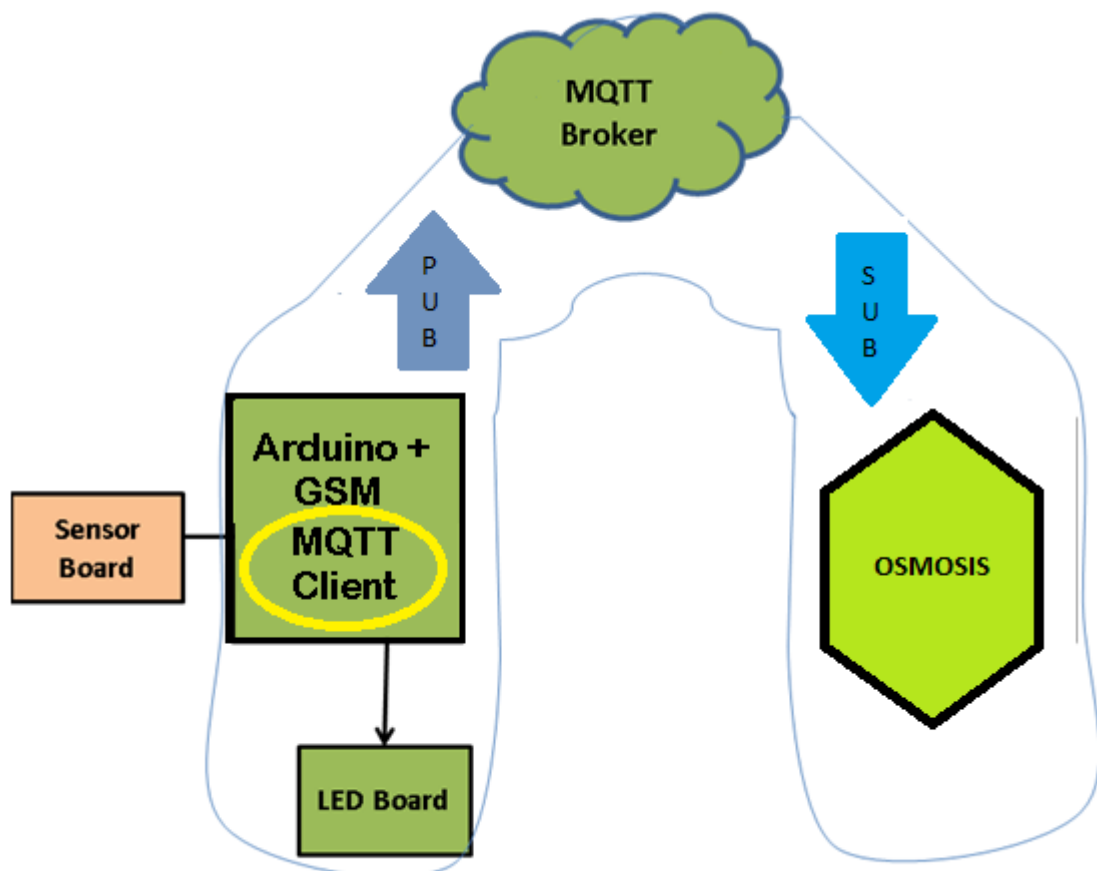 MQTT
Broker
P
U
B
S
U
B
Arduino +
GSM
MQTT
Client
Sensor
Board
OSMOSIS
LED Board